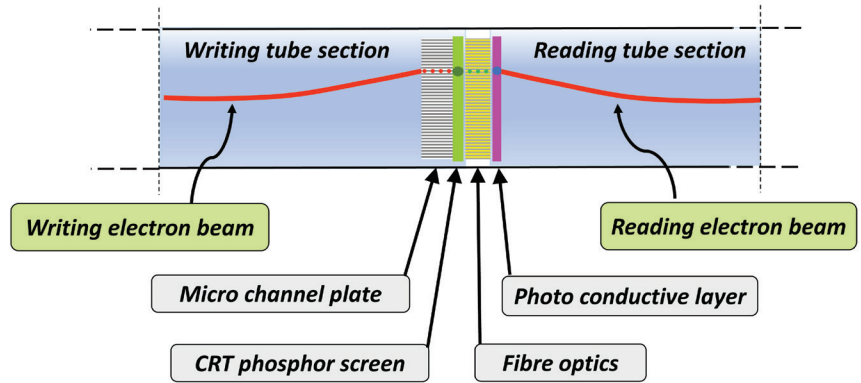 Writing tube section
Reading tube section
Writing electron beam
Reading electron beam
Micro channel plate
Photo conductive layer
CRT phosphor screen
Fibre optics